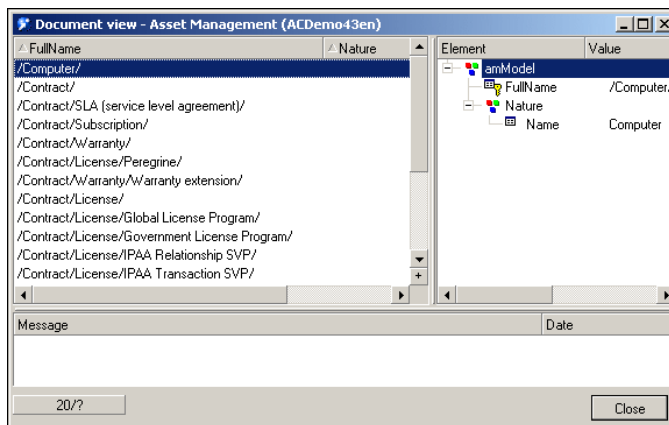 Document view - Asset Management (ACDemo43en)
FullName Nature
/Computer/
/Contract/
/Contract/SLA (service level agreement)/
/Contract/Subscription/
/Contract/Warranty/
/Contract/License/Peregrine/
/Contract/Warranty/Warranty extension/
/Contract/License/
/Contract/License/Global License Program/
/Contract/License/Government License Program/
/Contract/License/IPAA Relationship SVP/
/Contract/License/IPAA Transaction SVP/
Element Value
amModel
FullName /Computer/
Nature
Name Computer
Message Date
20/?
Close